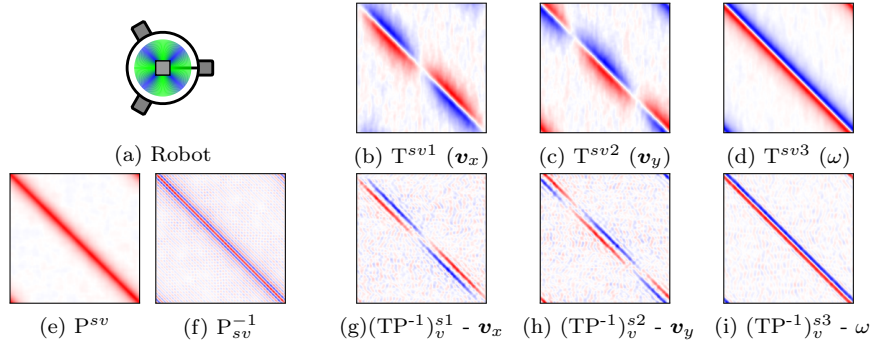 (a) Robot
(b) T^{sv1} (v_x)
(c) T^{sv2} (v_y)
(d) T^{sv3} (ω)
(e) P^{sv}
(f) P_{sv}^{-1}
(g)(TP^{-1})_v^{s1} - v_x
(h) (TP^{-1})_v^{s2} - v_y
(i) (TP^{-1})_v^{s3} - ω